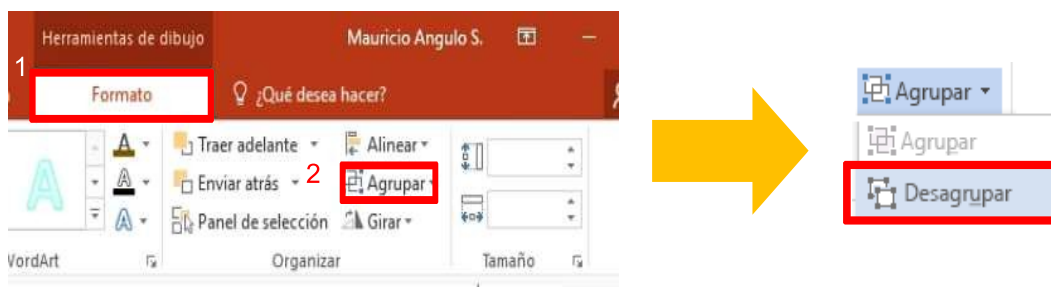 Herramientas de dibujo
Mauricio Angulo S.
1
Formato
¿Qué desea hacer?
A
A
Traer adelante
Alinear
A
Enviar atrás
2
Agrupar
A
Panel de selección
Girar
WordArt
Organizar
Tamaño
Agrupar
Agrupar
Desagrupar